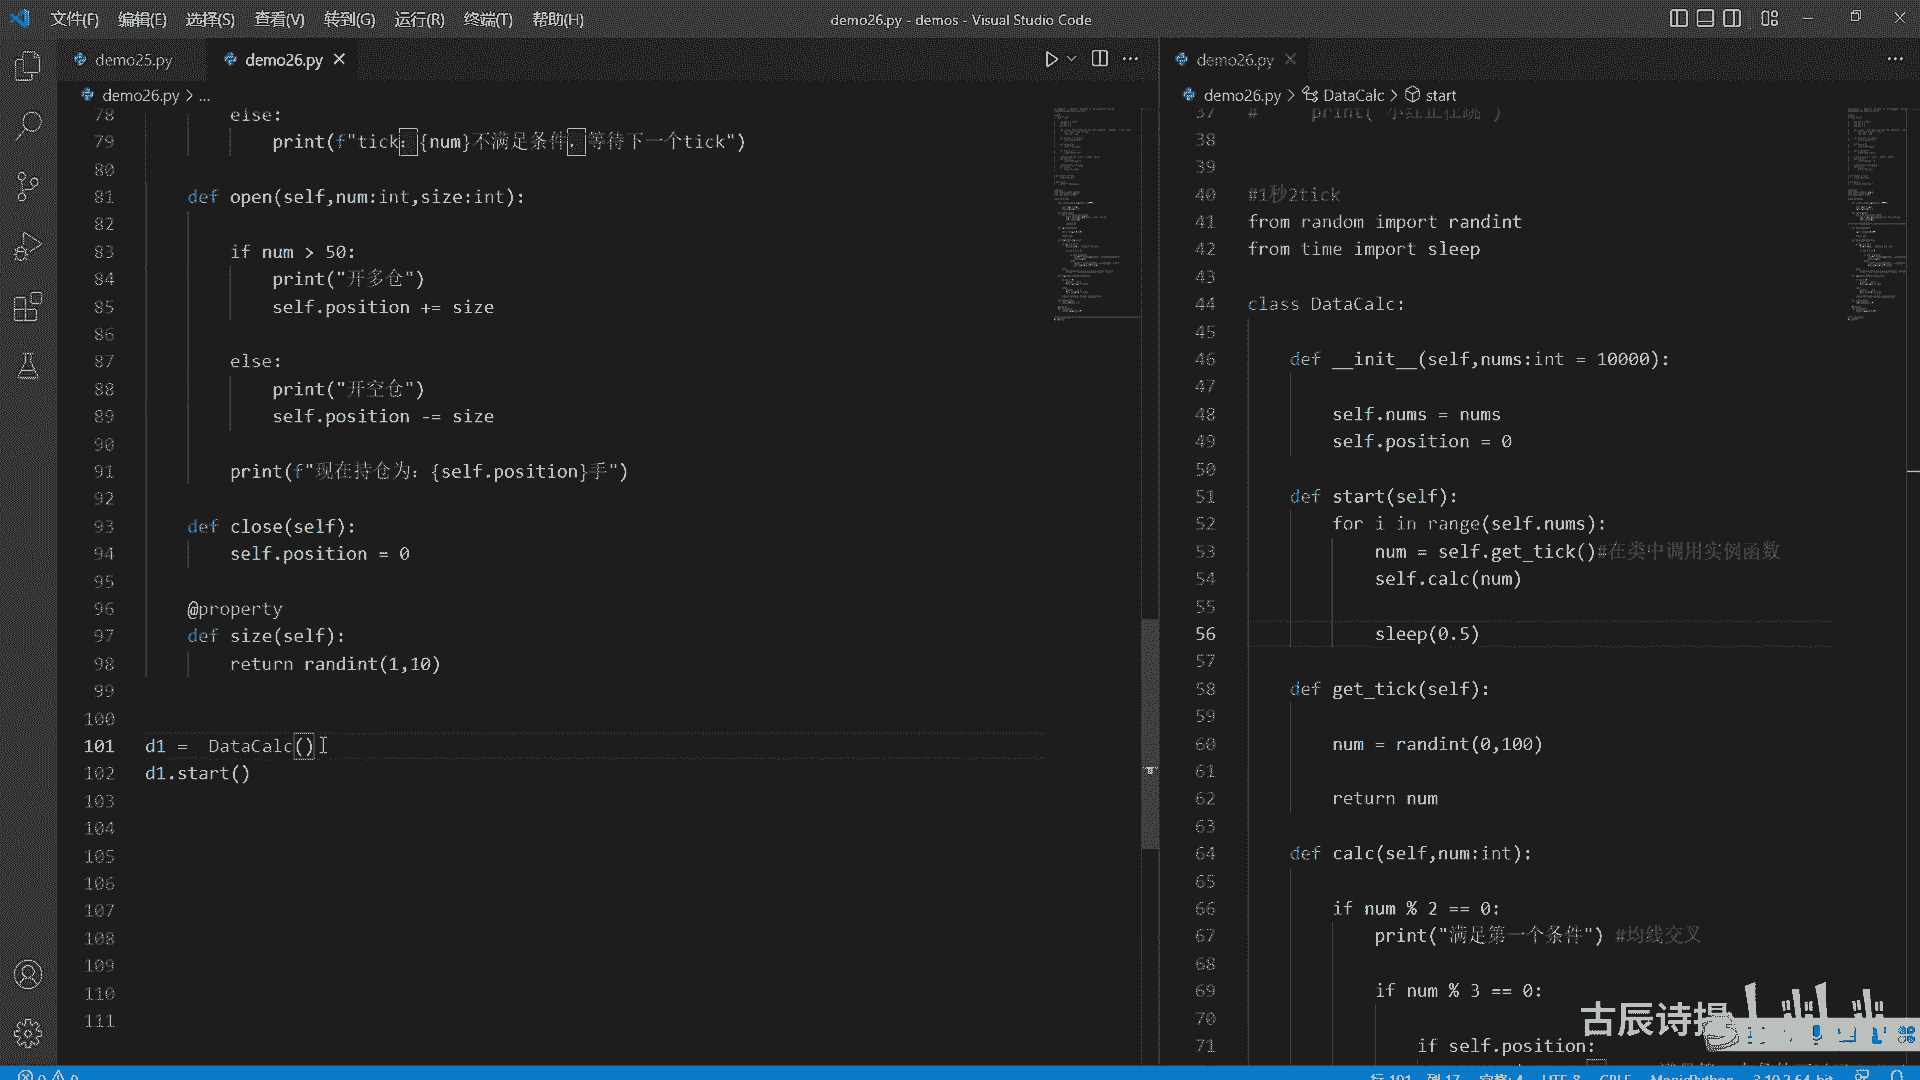 文件(F) 编辑(E) 选择(S) 查看(V) 转到(G) 运行(R) 终端(T) 帮助(H)
demo26.py - demos - Visual Studio Code
demo25.py
demo26.py
demo26.py > ...
78 else:
79 print(f"tick：{num}不满足条件，等待下一个tick")
80
81 def open(self,num:int,size:int):
82
83 if num > 50:
84 print("开多仓")
85 self.position += size
86
87 else:
88 print("开空仓")
89 self.position -= size
90
91 print(f"现在持仓为：{self.position}手")
92
93 def close(self):
94 self.position = 0
95
96 @property
97 def size(self):
98 return randint(1,10)
99
100
101 d1 =  DataCalc()
102 d1.start()
103
104
105
106
107
108
109
110
111
demo26.py
demo26.py > DataCalc > start
37 # print("小红正在跳")
38
39
40 #1秒2tick
41 from random import randint
42 from time import sleep
43
44 class DataCalc:
45
46 def __init__(self,nums:int = 10000):
47
48 self.nums = nums
49 self.position = 0
50
51 def start(self):
52 for i in range(self.nums):
53 num = self.get_tick()#在类中调用实例函数
54 self.calc(num)
55
56 sleep(0.5)
57
58 def get_tick(self):
59
60 num = randint(0,100)
61
62 return num
63
64 def calc(self,num:int):
65
66 if num % 2 == 0:
67 print("满足第一个条件") #均线交叉
68
69 if num % 3 == 0:
70
71 if self.position:
古辰诗提
行 101, 列 17 空格: 4 UTF-8 CRLF MagicPython 3.10.2 64-bit